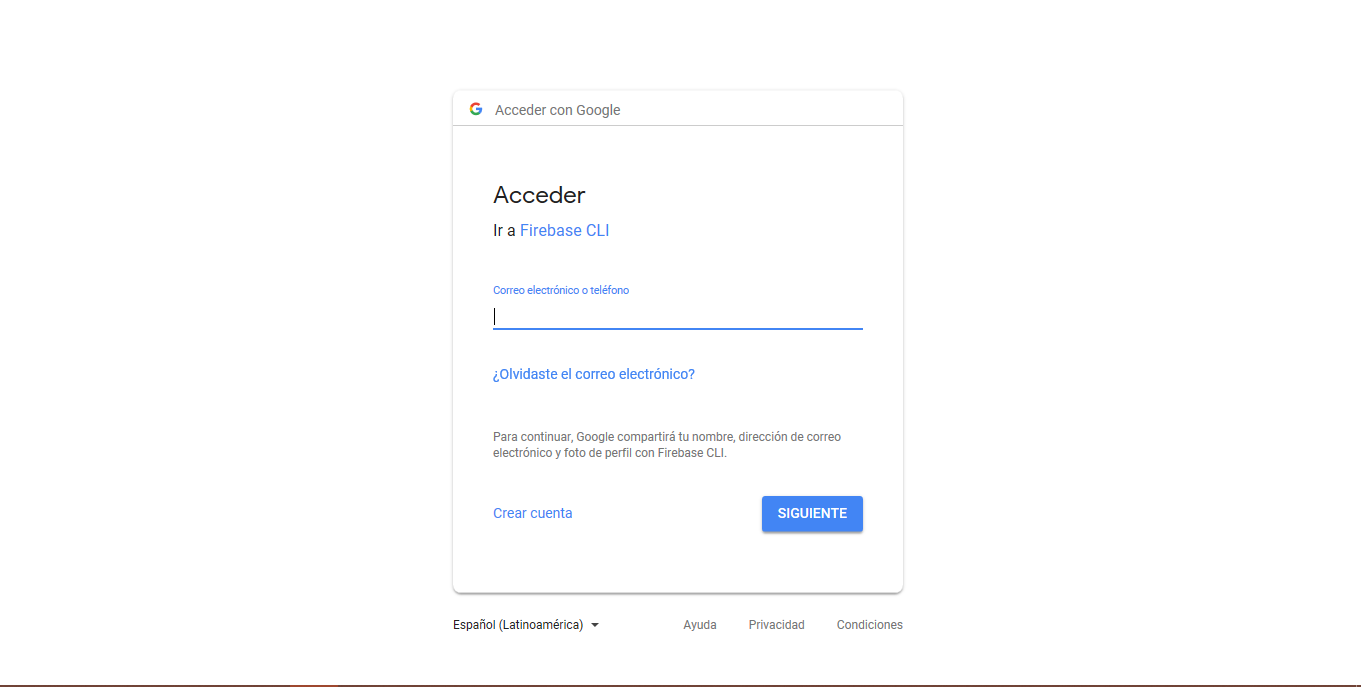 Acceder con Google
Acceder
Ir a Firebase CLI
Correo electrónico o teléfono
¿Olvidaste el correo electrónico?
Para continuar, Google compartirá tu nombre, dirección de correo
electrónico y foto de perfil con Firebase CLI.
Crear cuenta SIGUIENTE
Español (Latinoamérica) Ayuda Privacidad Condiciones